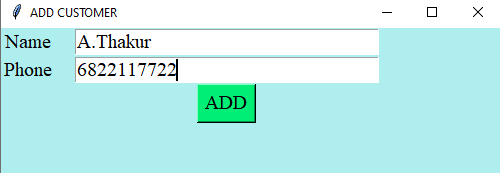 ADD CUSTOMER
Name A.Thakur
Phone 6822117722
ADD